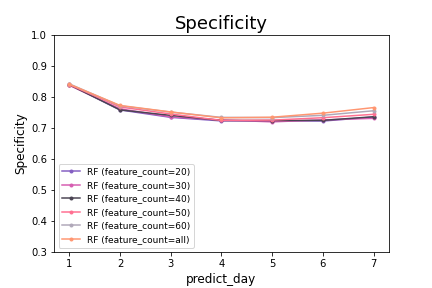 Specificity
1.0
0.9
0.8
0.7
0.6
0.5
0.4
0.3
Specificity
RF (feature_count=20)
RF (feature_count=30)
RF (feature_count=40)
RF (feature_count=50)
RF (feature_count=60)
RF (feature_count=all)
1 2 3 4 5 6 7
predict_day